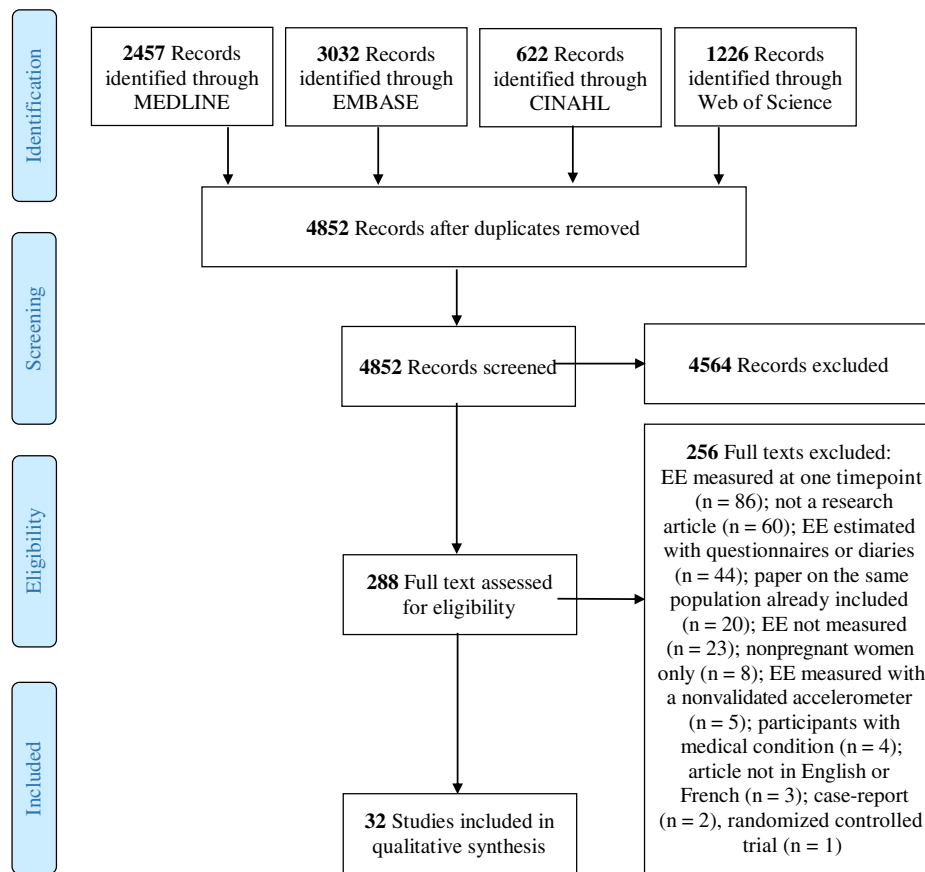 Identification
2457 Records
identified through
MEDLINE
3032 Records
identified through
EMBASE
622 Records
identified through
CINAHL
1226 Records
identified through
Web of Science
4852 Records after duplicates removed
Screening
4852 Records screened
4564 Records excluded
Eligibility
288 Full text assessed
for eligibility
256 Full texts excluded:
EE measured at one timepoint
(n = 86); not a research
article (n = 60); EE estimated
with questionnaires or diaries
(n = 44); paper on the same
population already included
(n = 20); EE not measured
(n = 23); nonpregnant women
only (n = 8); EE measured with
a nonvalidated accelerometer
(n = 5); participants with
medical condition (n = 4);
article not in English or
French (n = 3); case-report
(n = 2), randomized controlled
trial (n = 1)
Included
32 Studies included in
qualitative synthesis